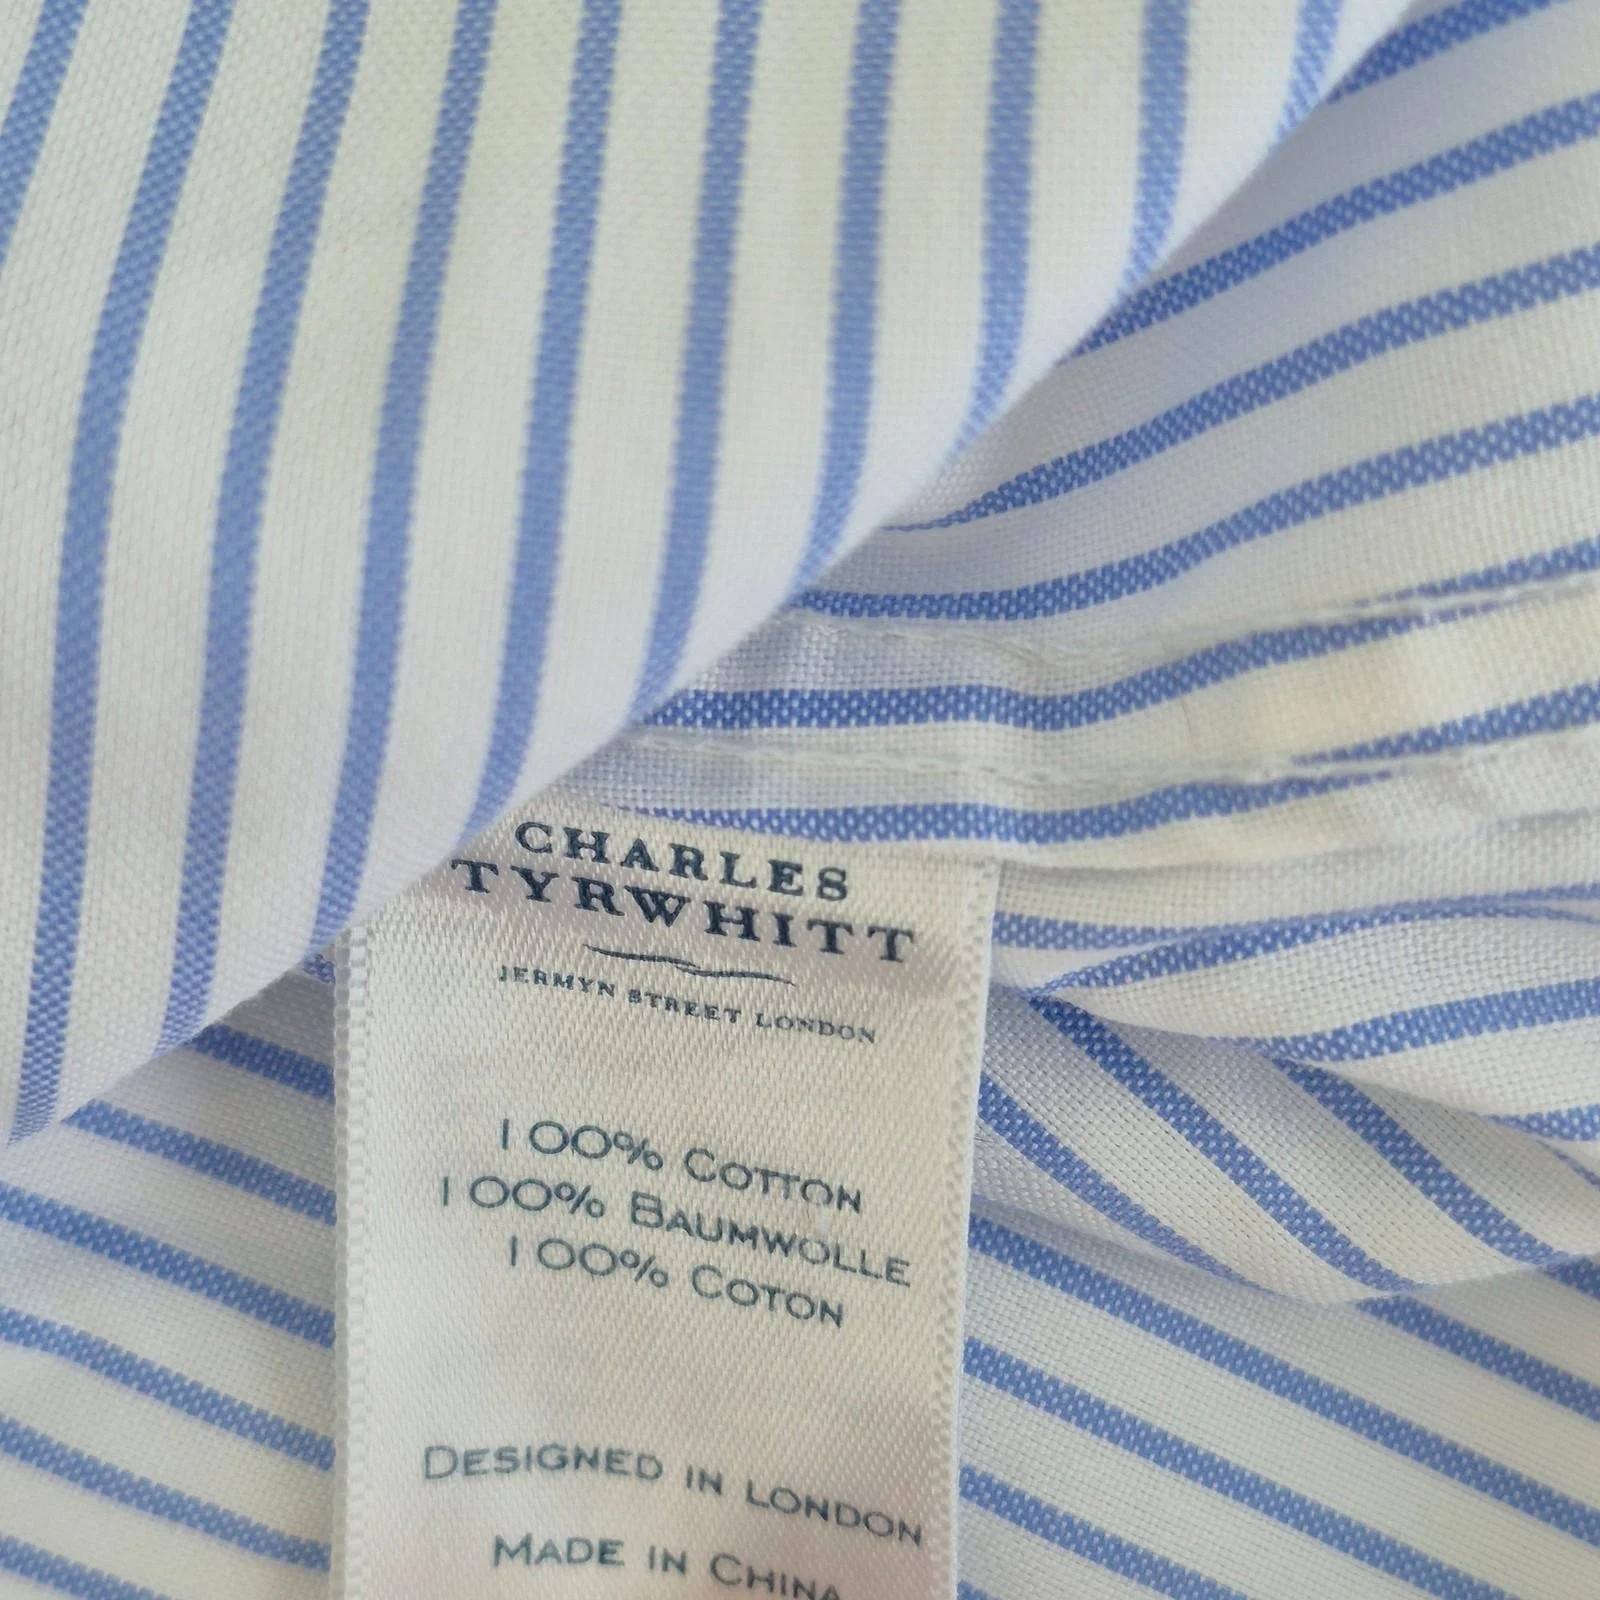 CHARLES
TYRWHITT
JERMYN STREET LONDON
100% COTTON
100% BAUMWOLLE
100% COTON
DESIGNED IN LONDON
MADE IN CHINA